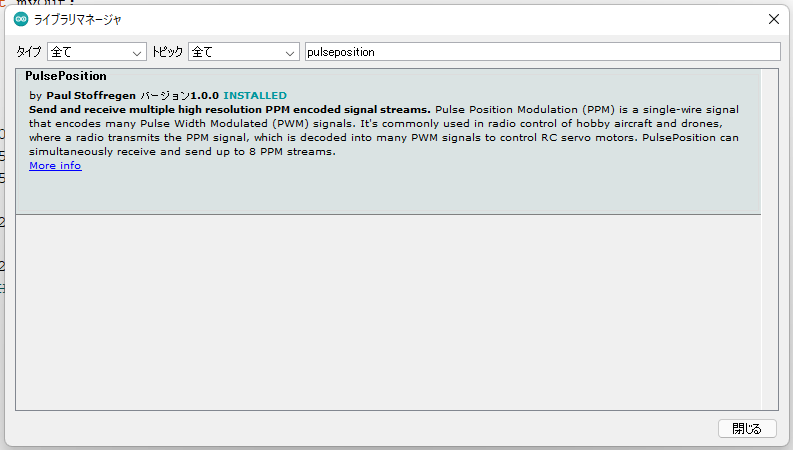 myOut;
ライブラリマネージャ
タイプ 全て トピック 全て pulseposition
PulsePosition
by Paul Stoffregen バージョン1.0.0 INSTALLED
Send and receive multiple high resolution PPM encoded signal streams. Pulse Position Modulation (PPM) is a single-wire signal
that encodes many Pulse Width Modulated (PWM) signals. It's commonly used in radio control of hobby aircraft and drones,
where a radio transmits the PPM signal, which is decoded into many PWM signals to control RC servo motors. PulsePosition can
simultaneously receive and send up to 8 PPM streams.
More info
閉じる